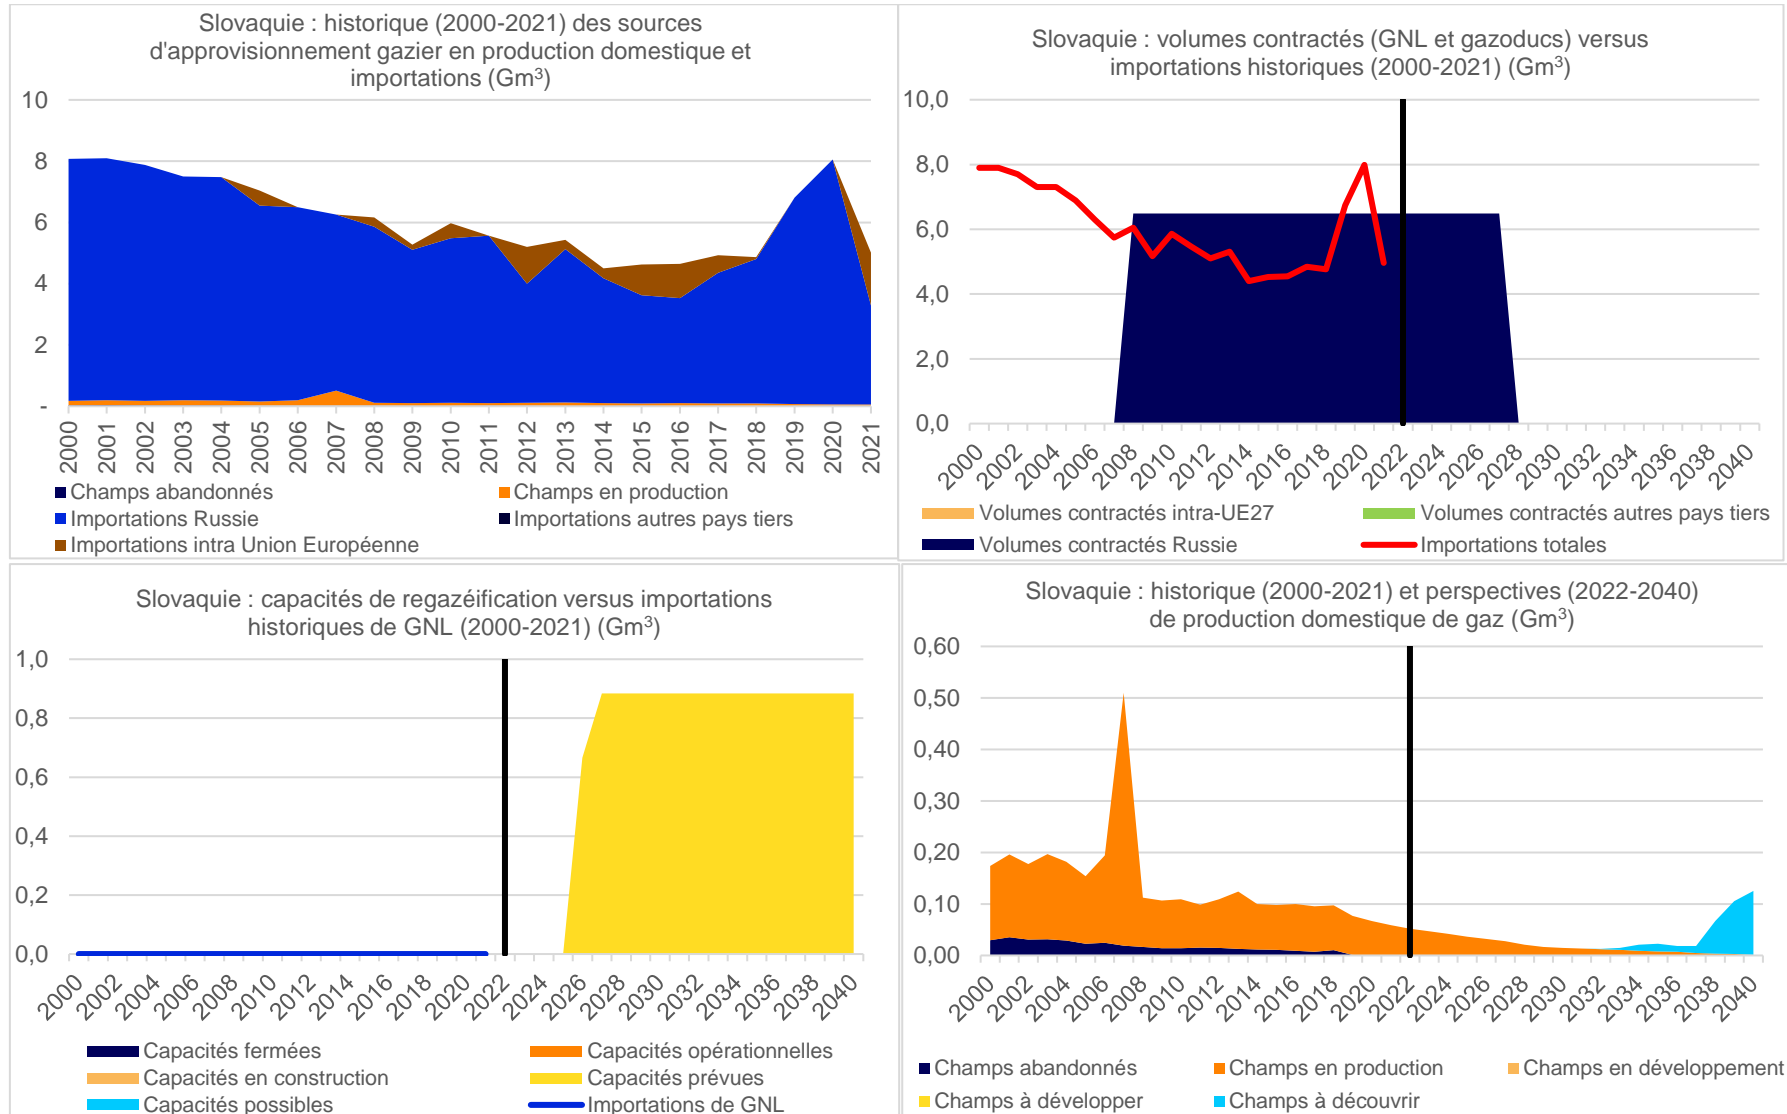 Slovaquie : historique (2000-2021) des sources
d'approvisionnement gazier en production domestique et
importations (Gm³)
10
8
6
4
2
-
2000 2001 2002 2003 2004 2005 2006 2007 2008 2009 2010 2011 2012 2013 2014 2015 2016 2017 2018 2019 2020 2021
Champs abandonnés
Champs en production
Importations Russie
Importations autres pays tiers
Importations intra Union Européenne
Slovaquie : volumes contractés (GNL et gazoducs) versus
importations historiques (2000-2021) (Gm³)
10,0
8,0
6,0
4,0
2,0
0,0
2000 2002 2004 2006 2008 2010 2012 2014 2016 2018 2020 2022 2024 2026 2028 2030 2032 2034 2036 2038 2040
Volumes contractés intra-UE27
Volumes contractés autres pays tiers
Volumes contractés Russie
Importations totales
Slovaquie : capacités de regazéification versus importations
historiques de GNL (2000-2021) (Gm³)
1,0
0,8
0,6
0,4
0,2
0,0
2000 2002 2004 2006 2008 2010 2012 2014 2016 2018 2020 2022 2024 2026 2028 2030 2032 2034 2036 2038 2040
Capacités fermées
Capacités opérationnelles
Capacités en construction
Capacités prévues
Capacités possibles
Importations de GNL
Slovaquie : historique (2000-2021) et perspectives (2022-2040)
de production domestique de gaz (Gm³)
0,60
0,50
0,40
0,30
0,20
0,10
0,00
2000 2002 2004 2006 2008 2010 2012 2014 2016 2018 2020 2022 2024 2026 2028 2030 2032 2034 2036 2038 2040
Champs abandonnés
Champs en production
Champs en développement
Champs à développer
Champs à découvrir